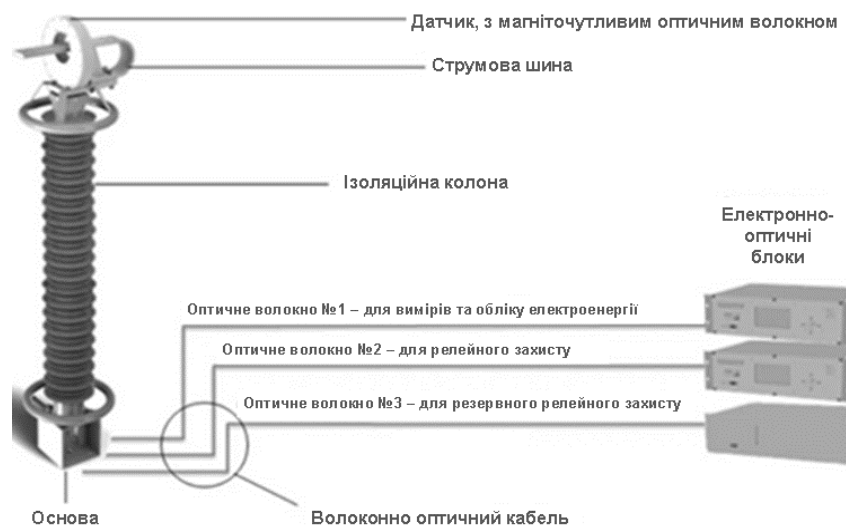 Датчик, з магніточутливим оптичним волокном
Струмова шина
Ізоляційна колона
Електронно-
оптичні
блоки
Оптичне волокно №1 – для вимірів та обліку електроенергії
Оптичне волокно №2 – для релейного захисту
Оптичне волокно №3 – для резервного релейного захисту
Основа
Волоконно оптичний кабель